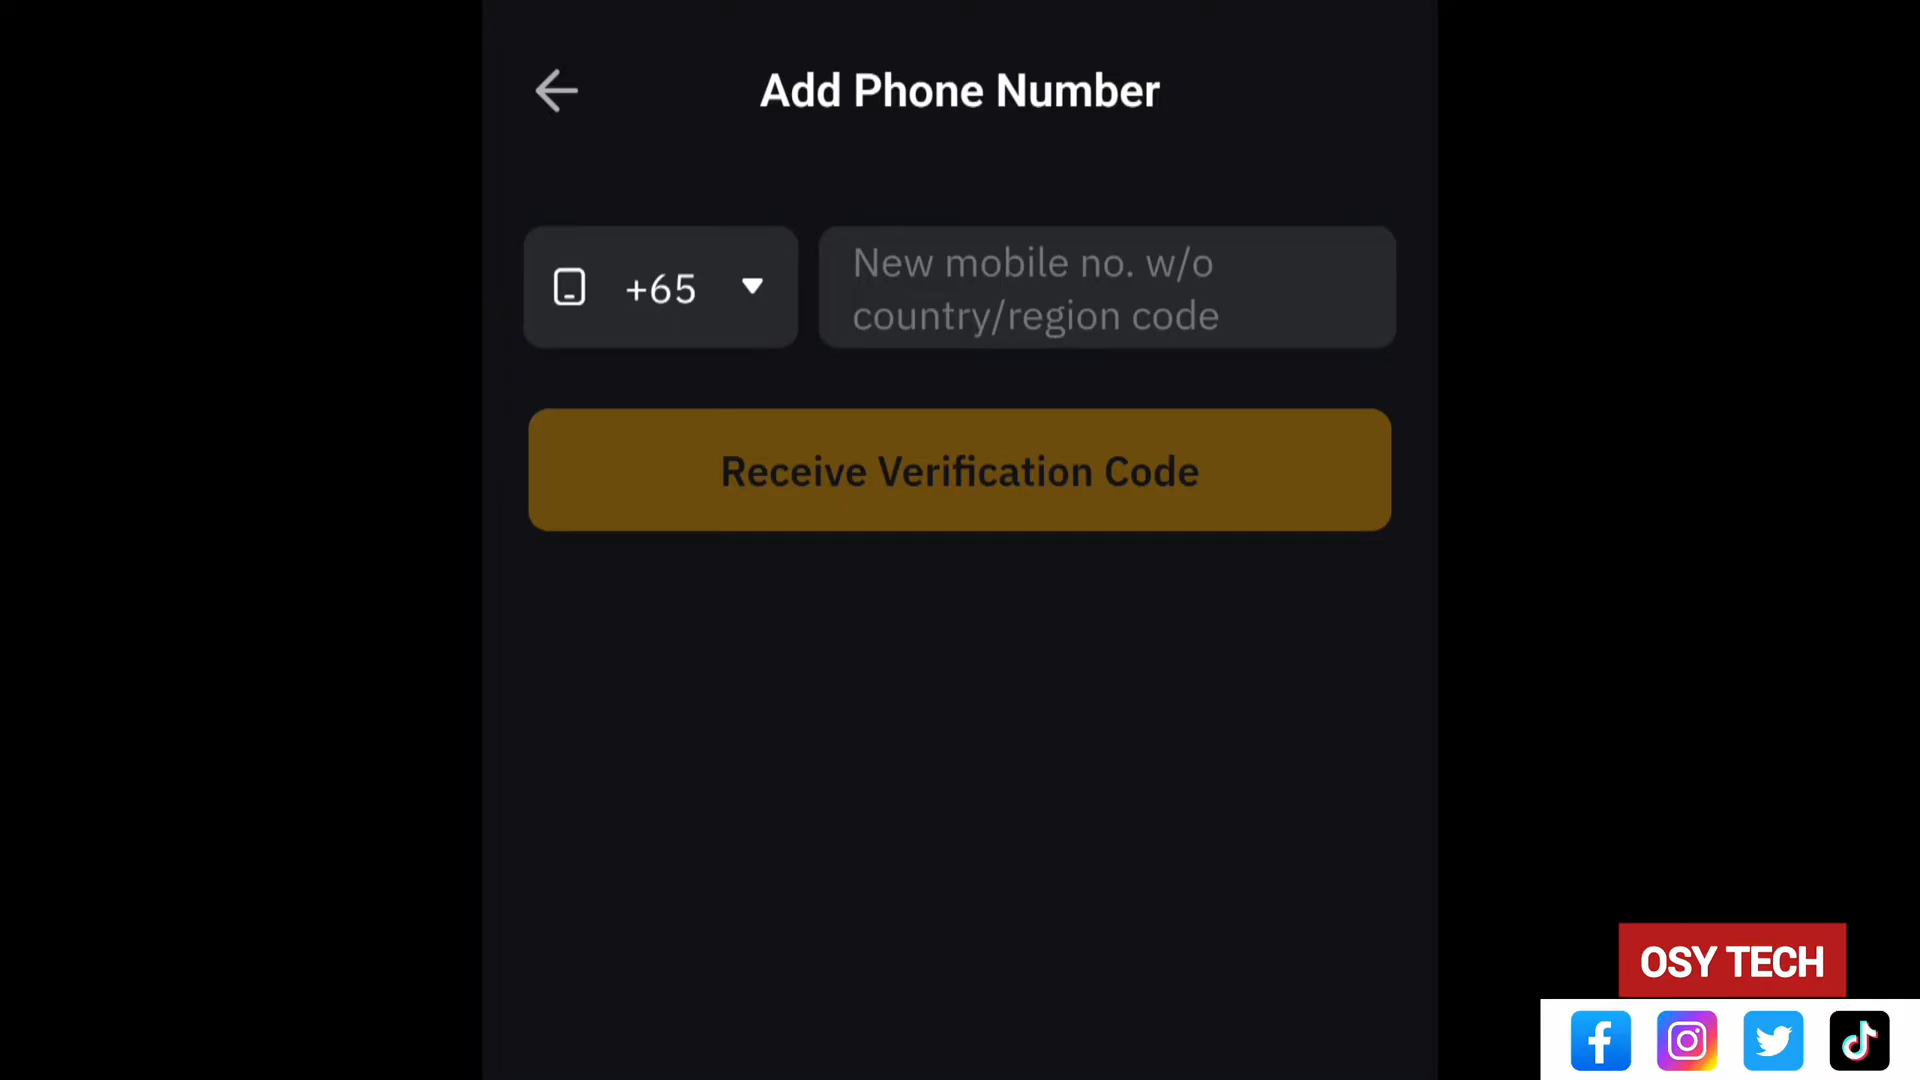 Add Phone Number
+65
New mobile no. w/o
country/region code
Receive Verification Code
OSY TECH